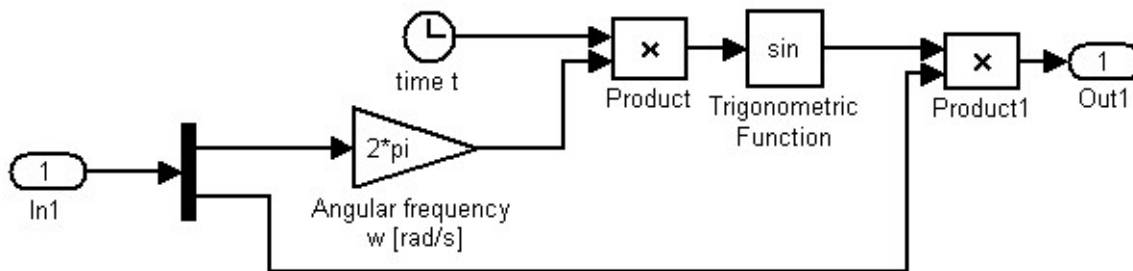 time t
×
Product
sin
Trigonometric
Function
×
Product1
1
Out1
1
In1
2*pi
Angular frequency
w [rad/s]